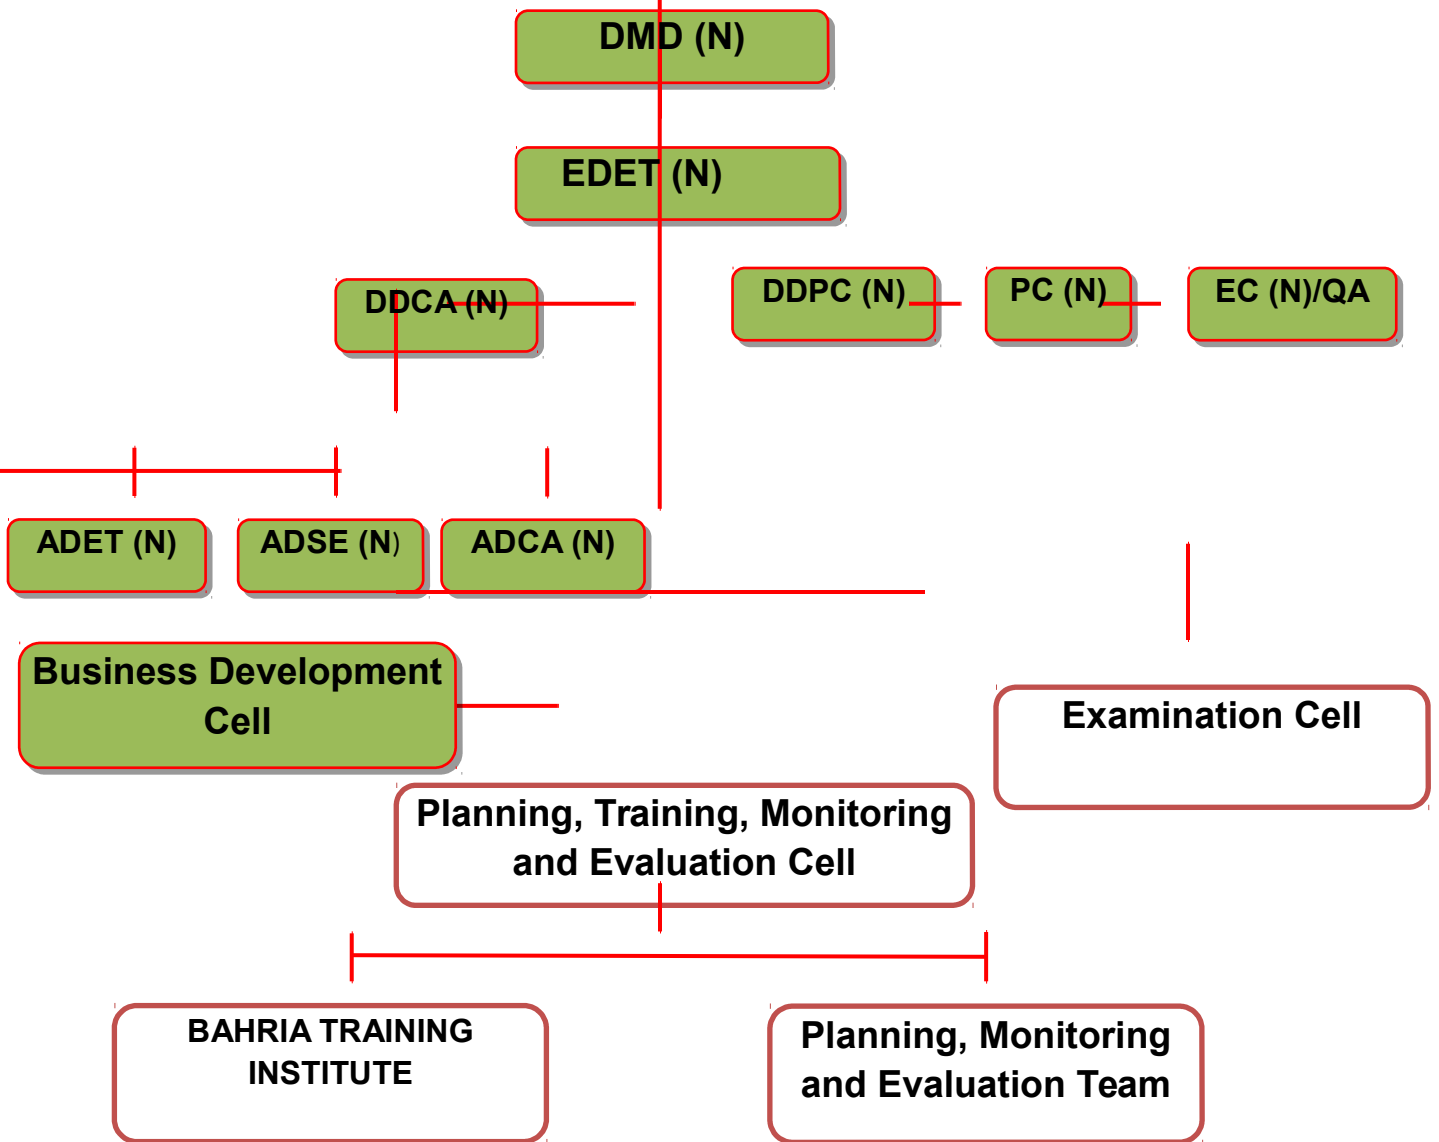 DMD (N)
EDET (N)
DDCA (N)
DDPC (N)
PC (N)
EC (N)/QA
ADET (N)
ADSE (N)
ADCA (N)
Business Development
Cell
Examination Cell
Planning, Training, Monitoring
and Evaluation Cell
BAHRIA TRAINING
INSTITUTE
Planning, Monitoring
and Evaluation Team